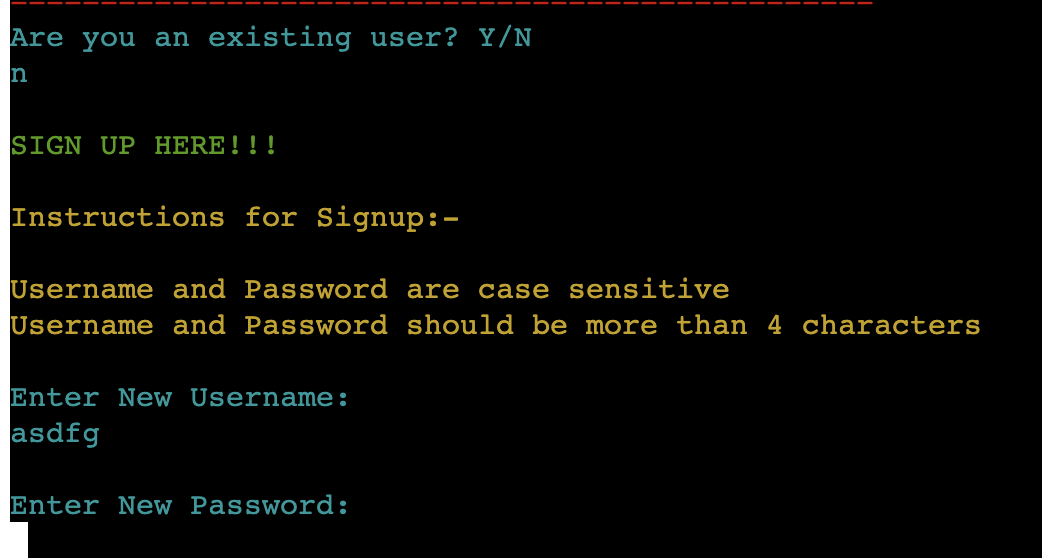 Are you an existing user? Y/N
n
SIGN UP HERE!!!
Instructions for Signup:-
Username and Password are case sensitive
Username and Password should be more than 4 characters
Enter New Username:
asdfg
Enter New Password: